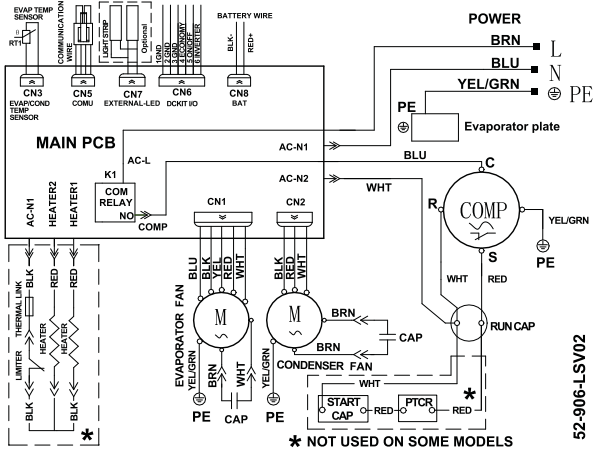 EVAP TEMP
SENSOR
θ
RT1
COMMUNICATION
WIRE
LIGHT STRIP
Optional
1GND
2 GND
3 GND
4 ECONOMY
5 ON/OFF
6 INVERTER
BATTERY WIRE
BLK-
RED+
POWER
BRN
L
BLU
N
YEL/GRN
PE
PE
Evaporator plate
CN3
EVAP/COND
TEMP
SENSOR
CN5
COMU
CN7
EXTERNAL-LED
CN6
DCKIT I/O
CN8
BAT
MAIN PCB
K1
AC-L
COM
RELAY
NO
COMP
AC-N1
AC-N2
BLU
WHT
AC-N1
HEATER2
HEATER1
CN1
CN2
C
R
COMP
S
YEL/GRN
PE
WHT
RED
RUN CAP
BLK
RED
RED
THERMAL LINK
LIMITER
HEATER
HEATER
BLK
RED
BLK
*
BLU
BLK
YEL
RED
WHT
EVAPORATOR FAN
M
YEL/GRN
BRN
WHT
PE
CAP
BLK
RED
WHT
M
BRN
CAP
BRN
CONDENSER FAN
YEL/GRN
PE
WHT
START
CAP
RED
PTCR
RED
*
* NOT USED ON SOME MODELS
52-906-LSV02